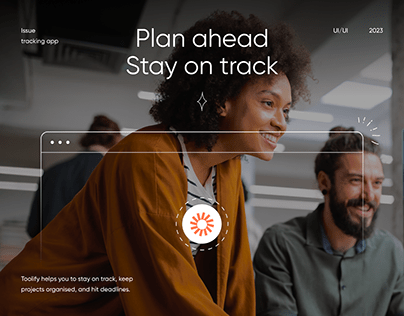 Issue
tracking app
Plan ahead
Stay on track
UI/UI
2023
Toolify helps you to stay on track, keep
projects organised, and hit deadlines.